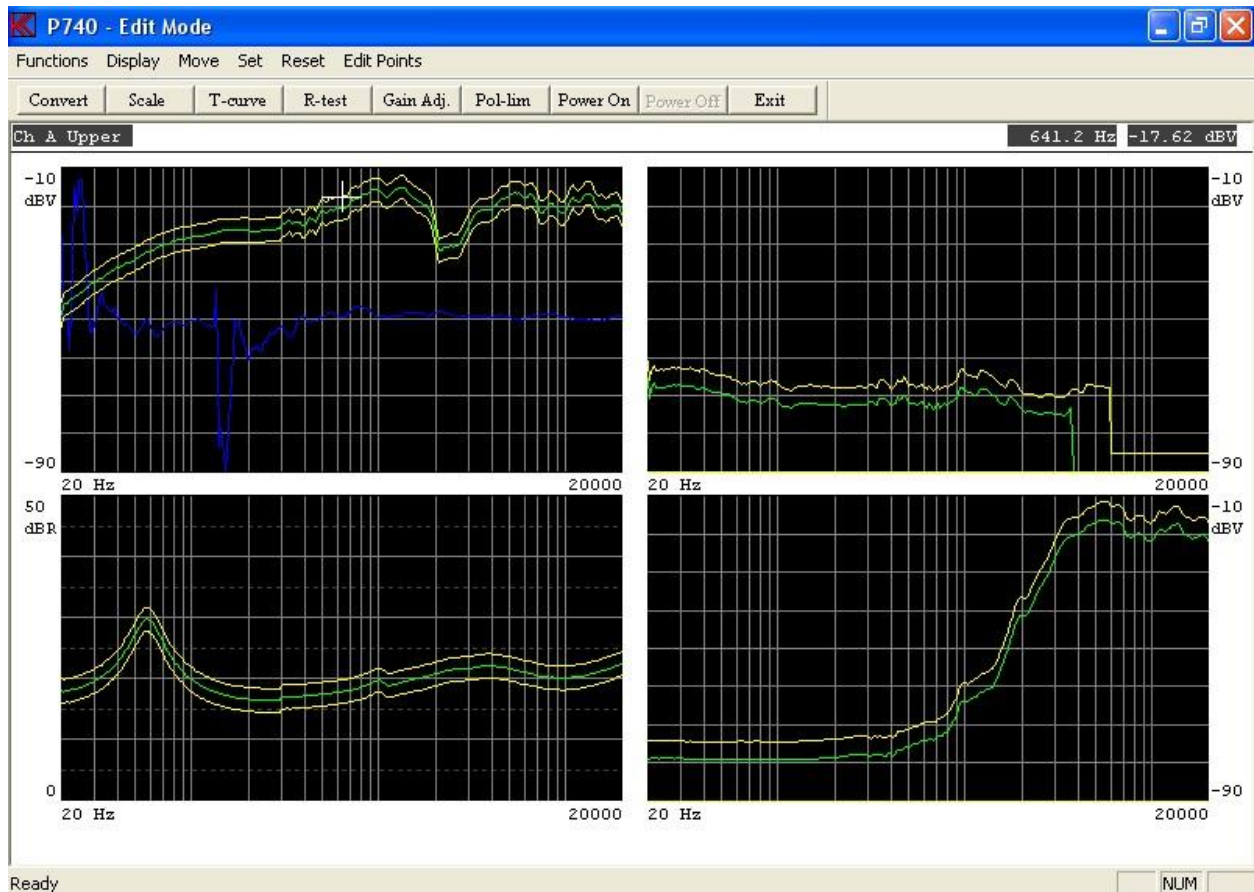 P740 - Edit Mode
Functions Display Move Set Reset Edit Points
Convert Scale T-curve R-test Gain Adj. Pol-lim Power On Power Off Exit
Ch A Upper 641.2 Hz -17.62 dBV
-10 -10
dBV dBV
-90 -90
20 Hz 20000 20 Hz 20000
50 -10
dBR dBV
0 -90
20 Hz 20000 20 Hz 20000
Ready NUM